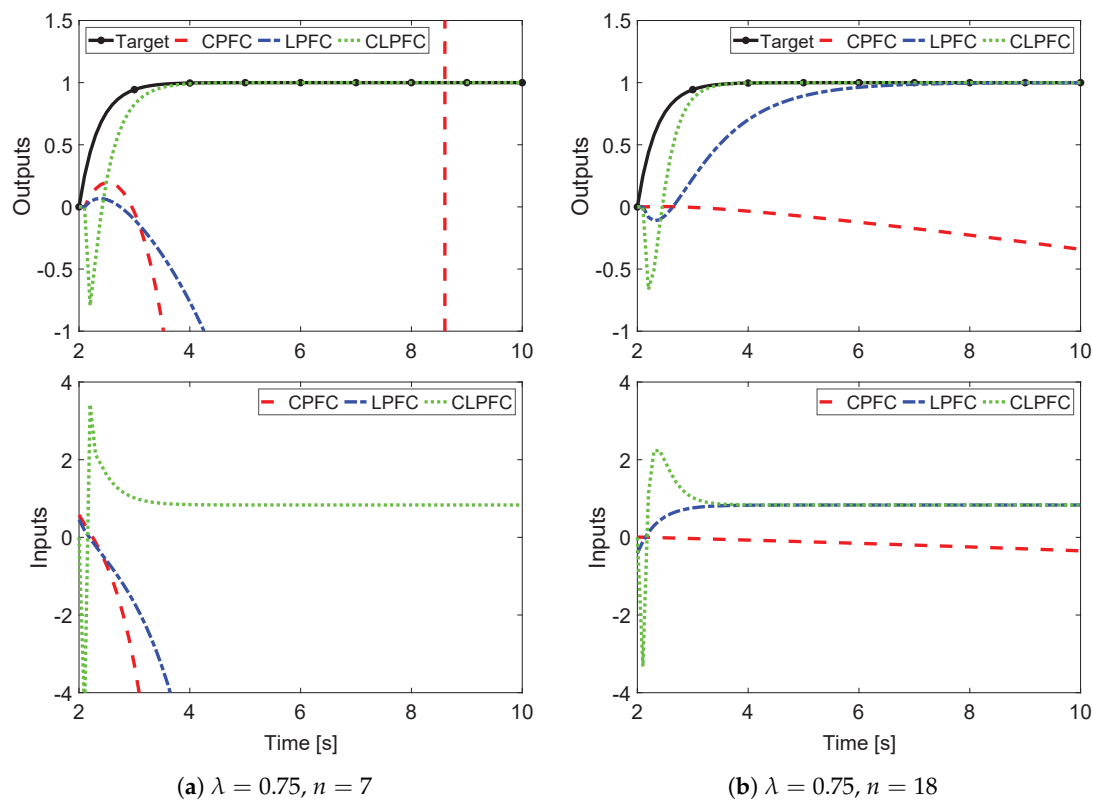 1.5
1
0.5
0
-0.5
-1
Outputs
Target CPFC LPFC CLPFC
2 4 6 8 10
1.5
1
0.5
0
-0.5
-1
Outputs
Target CPFC LPFC CLPFC
2 4 6 8 10
4
2
0
-2
-4
Inputs
CPFC LPFC CLPFC
2 4 6 8 10
Time [s]
4
2
0
-2
-4
Inputs
CPFC LPFC CLPFC
2 4 6 8 10
Time [s]
(a) λ = 0.75, n = 7
(b) λ = 0.75, n = 18